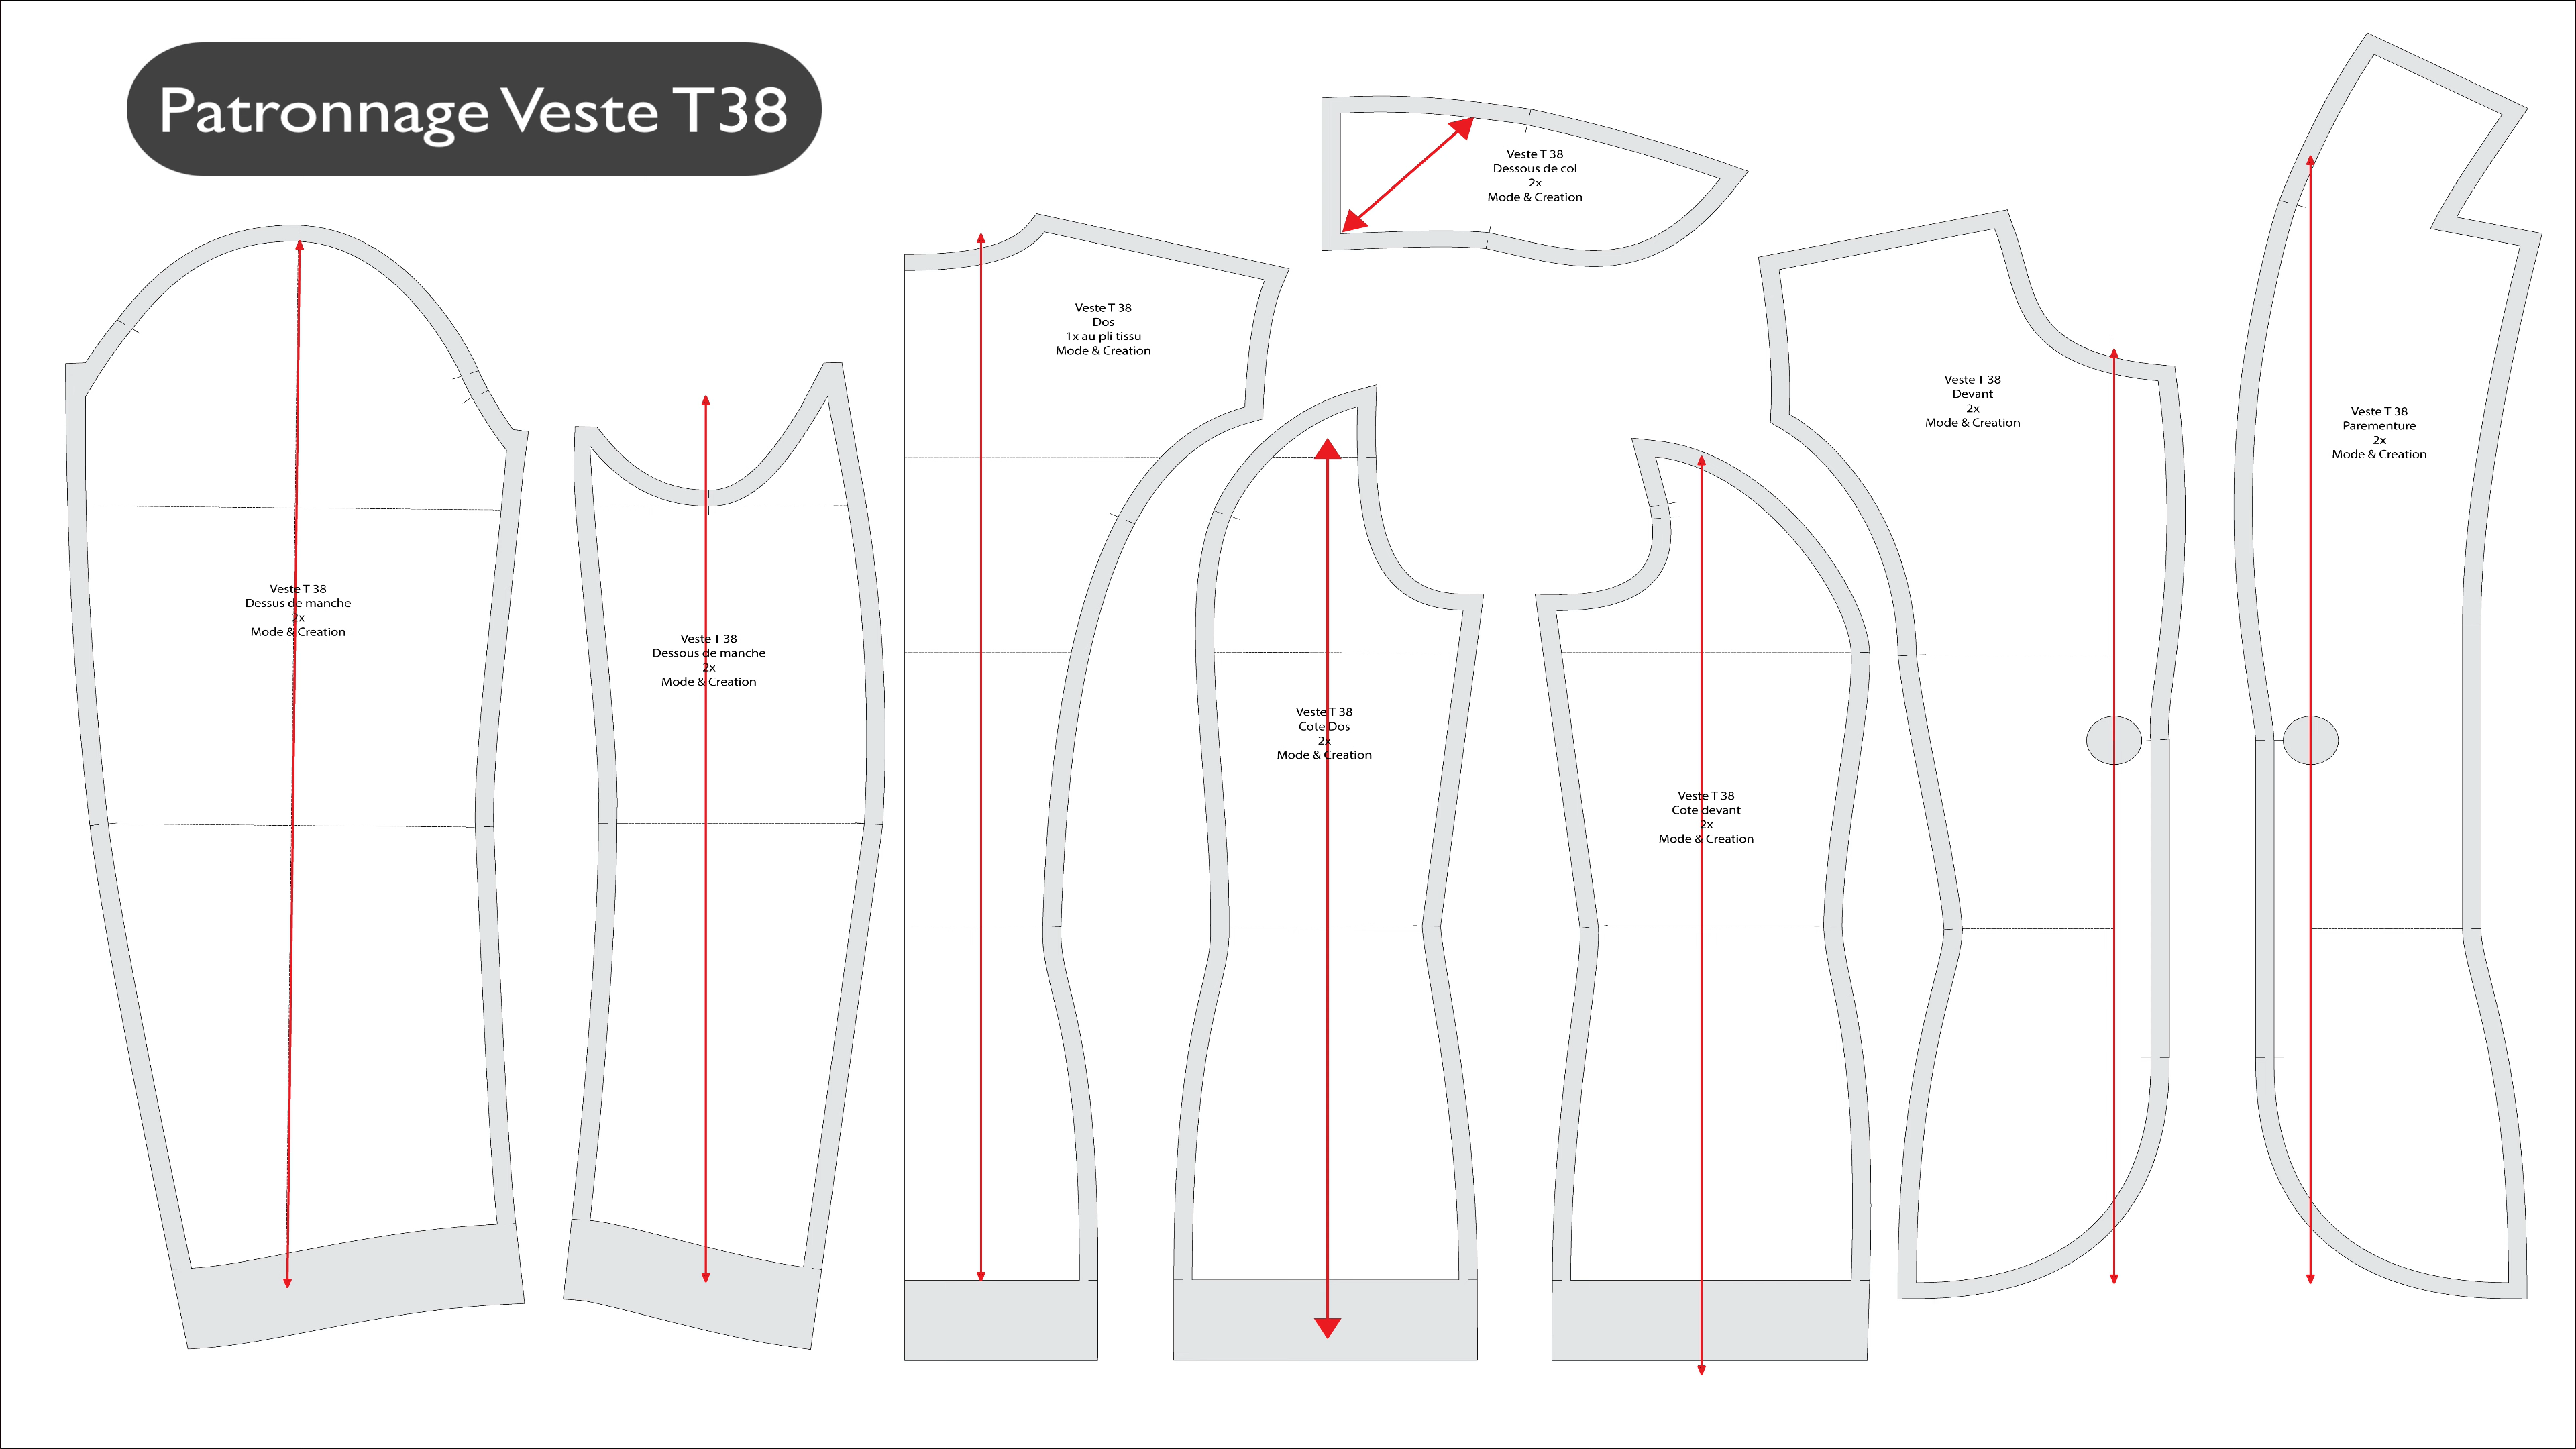 Patronnage Veste T38
Veste T 38
Dessous de col
2x
Mode & Creation
Veste T 38
Dessus de manche
2x
Mode & Creation
Veste T 38
Dessous de manche
2x
Mode & Creation
Veste T 38
Dos
1x au pli tissu
Mode & Creation
Veste T 38
Cote Dos
2x
Mode & Creation
Veste T 38
Cote devant
2x
Mode & Creation
Veste T 38
Devant
2x
Mode & Creation
Veste T 38
Parementure
2x
Mode & Creation